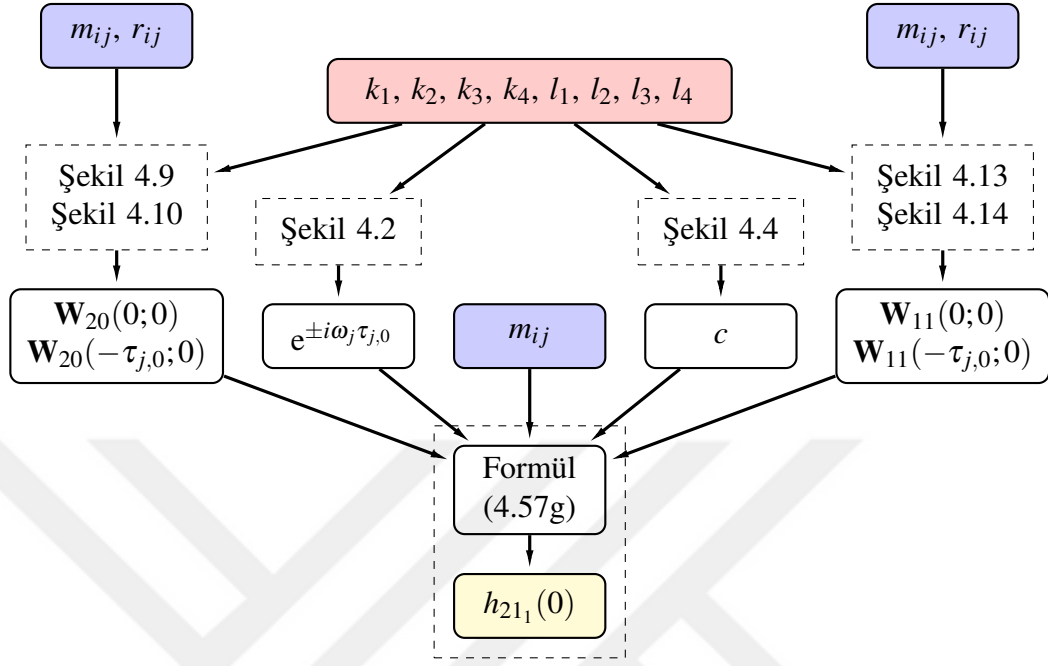 m_{ij}, r_{ij}
m_{ij}, r_{ij}
k_1, k_2, k_3, k_4, l_1, l_2, l_3, l_4
Şekil 4.9
Şekil 4.10
Şekil 4.2
Şekil 4.4
Şekil 4.13
Şekil 4.14
W_{20}(0;0)
W_{20}(−τ_{j,0};0)
e^{±iω_jτ_{j,0}}
m_{ij}
c
W_{11}(0;0)
W_{11}(−τ_{j,0};0)
Formül
(4.57g)
h_{21_1}(0)